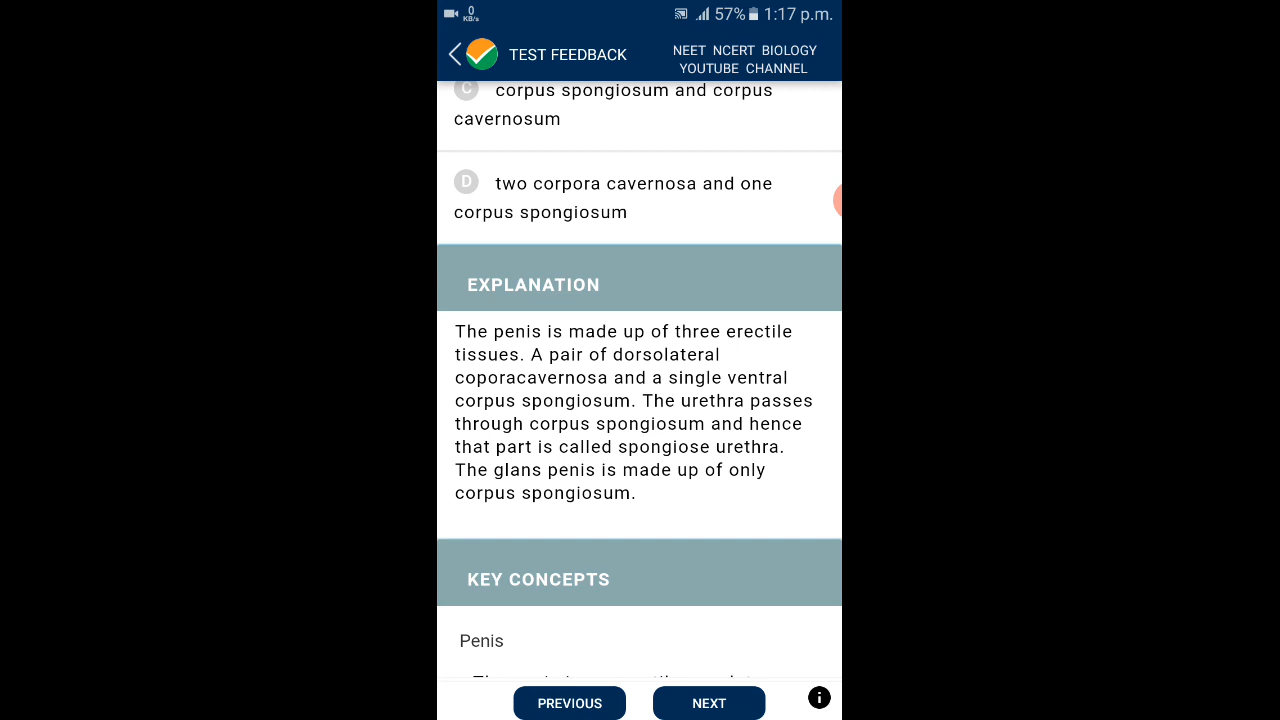 0
KB/s
57% 1:17 p.m.
TEST FEEDBACK
NEET NCERT BIOLOGY
YOUTUBE CHANNEL
C corpus spongiosum and corpus
cavernosum
D two corpora cavernosa and one
corpus spongiosum
EXPLANATION
The penis is made up of three erectile
tissues. A pair of dorsolateral
coporacavernosa and a single ventral
corpus spongiosum. The urethra passes
through corpus spongiosum and hence
that part is called spongiose urethra.
The glans penis is made up of only
corpus spongiosum.
KEY CONCEPTS
Penis
PREVIOUS
NEXT
i